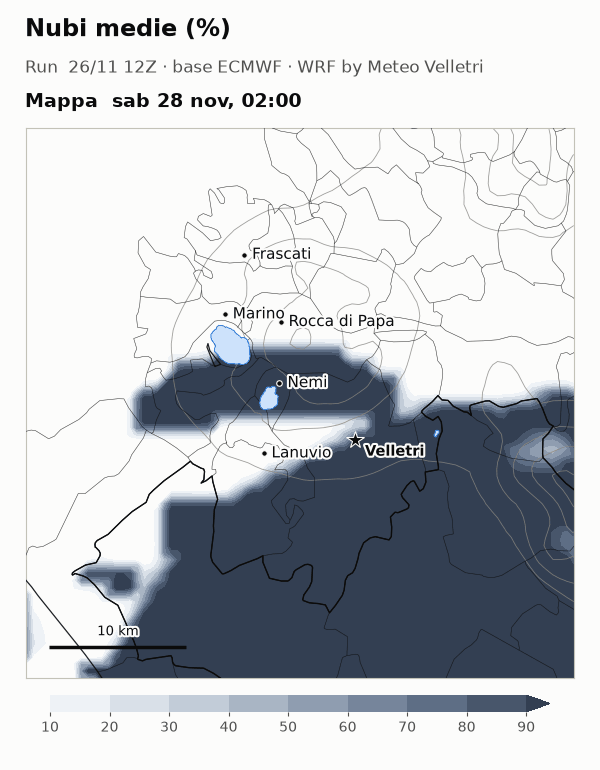 Nubi medie (%)
Run  26/11 12Z · base ECMWF · WRF by Meteo Velletri
Mappa  sab 28 nov, 02:00
Frascati
Marino
Rocca di Papa
Nemi
Velletri
Lanuvio
10 km
10 20 30 40 50 60 70 80 90